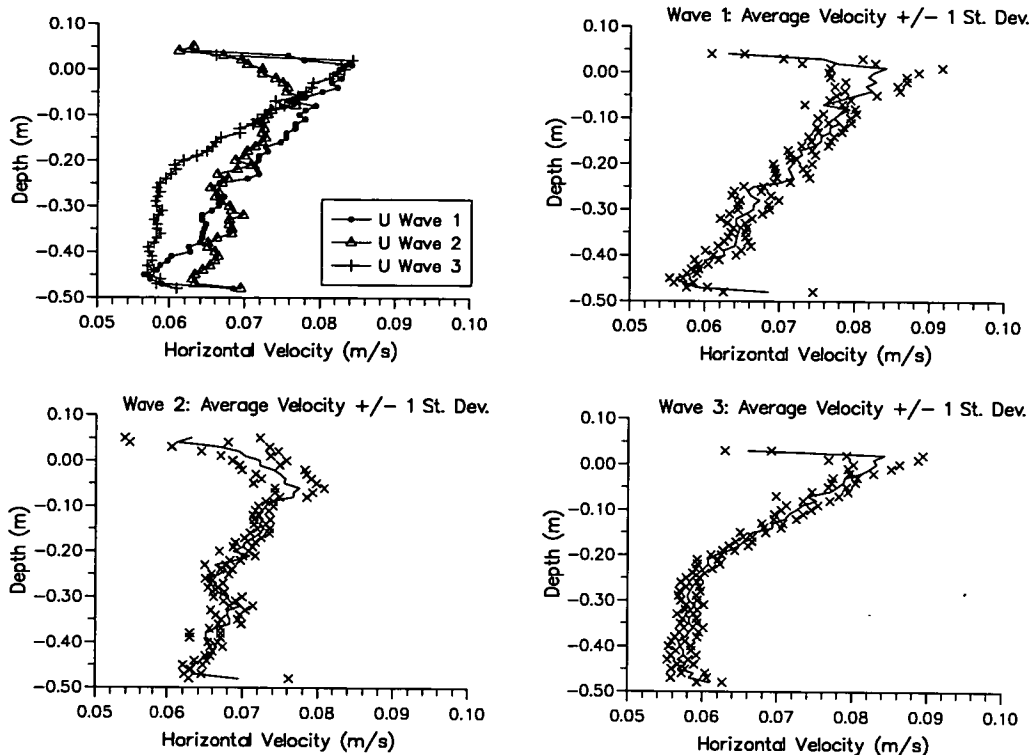 0.10
0.00
−0.10
−0.20
−0.30
−0.40
−0.50
Depth (m)
U Wave 1
U Wave 2
U Wave 3
0.05 0.06 0.07 0.08 0.09 0.10
Horizontal Velocity (m/s)
Wave 1: Average Velocity +/− 1 St. Dev.
0.10
0.00
−0.10
−0.20
−0.30
−0.40
−0.50
Depth (m)
0.05 0.06 0.07 0.08 0.09 0.10
Horizontal Velocity (m/s)
Wave 2: Average Velocity +/− 1 St. Dev.
0.10
0.00
−0.10
−0.20
−0.30
−0.40
−0.50
Depth (m)
0.05 0.06 0.07 0.08 0.09 0.10
Horizontal Velocity (m/s)
Wave 3: Average Velocity +/− 1 St. Dev.
0.10
0.00
−0.10
−0.20
−0.30
−0.40
−0.50
Depth (m)
0.05 0.06 0.07 0.08 0.09 0.10
Horizontal Velocity (m/s)